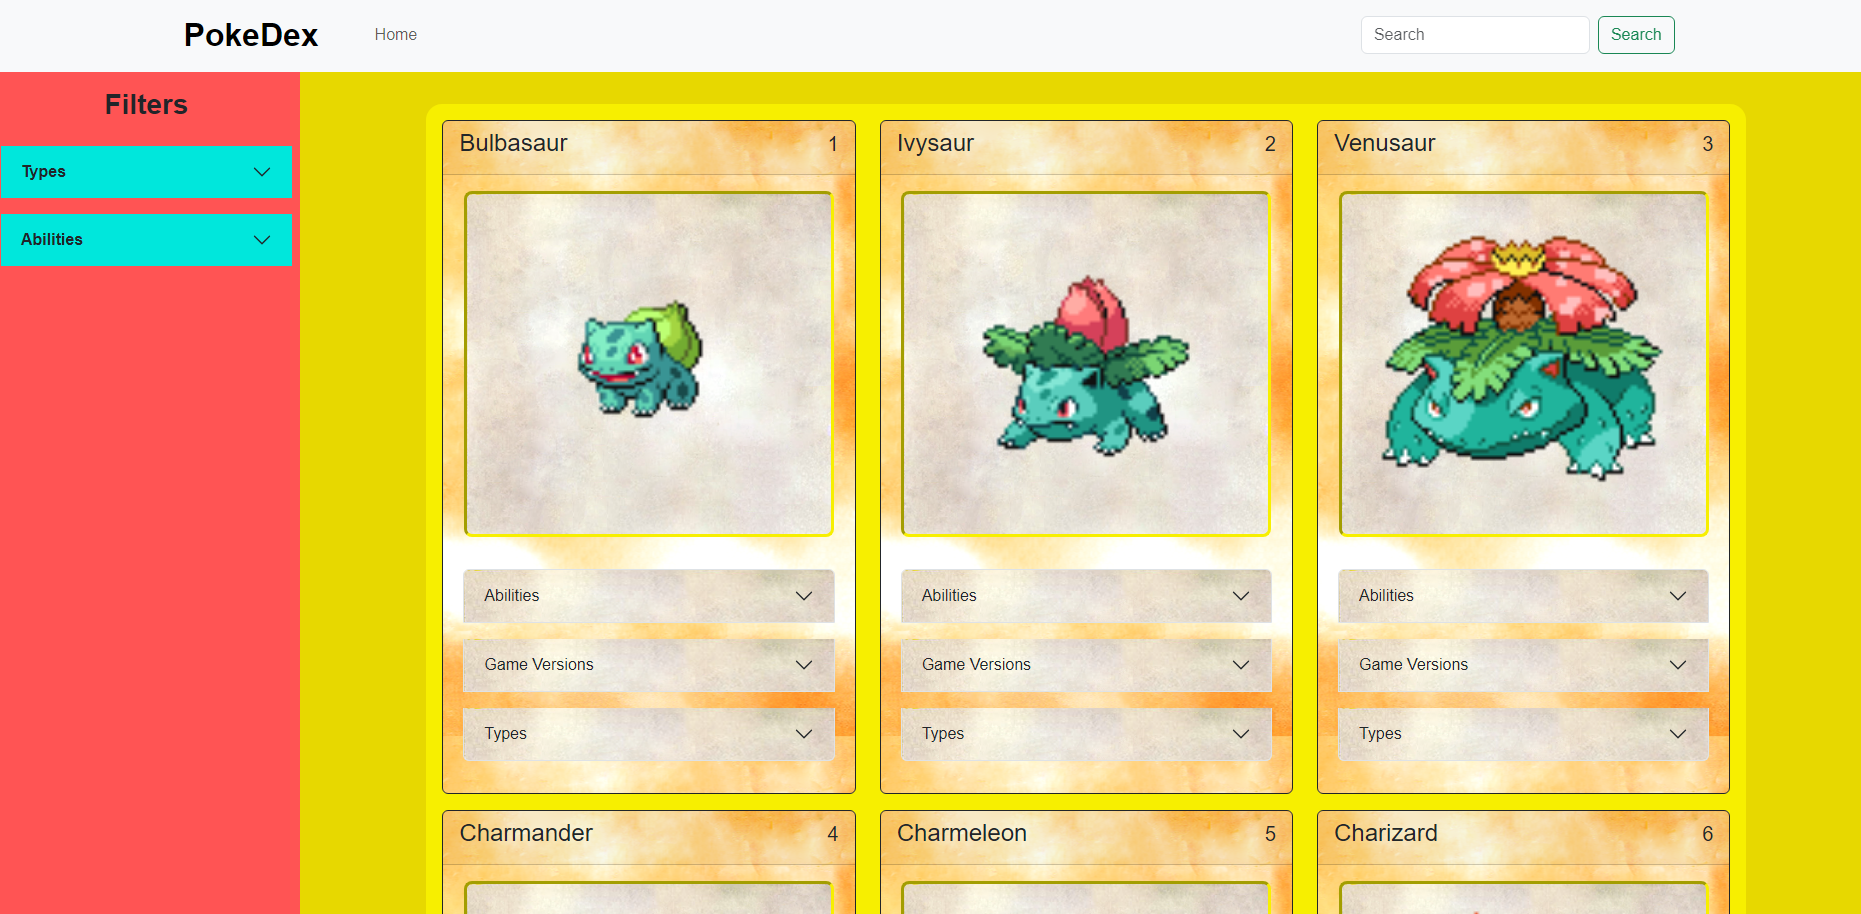 PokeDex Home Search Search
Filters
Types
Abilities
Bulbasaur 1
Abilities
Game Versions
Types
Ivysaur 2
Abilities
Game Versions
Types
Venusaur 3
Abilities
Game Versions
Types
Charmander 4
Charmeleon 5
Charizard 6